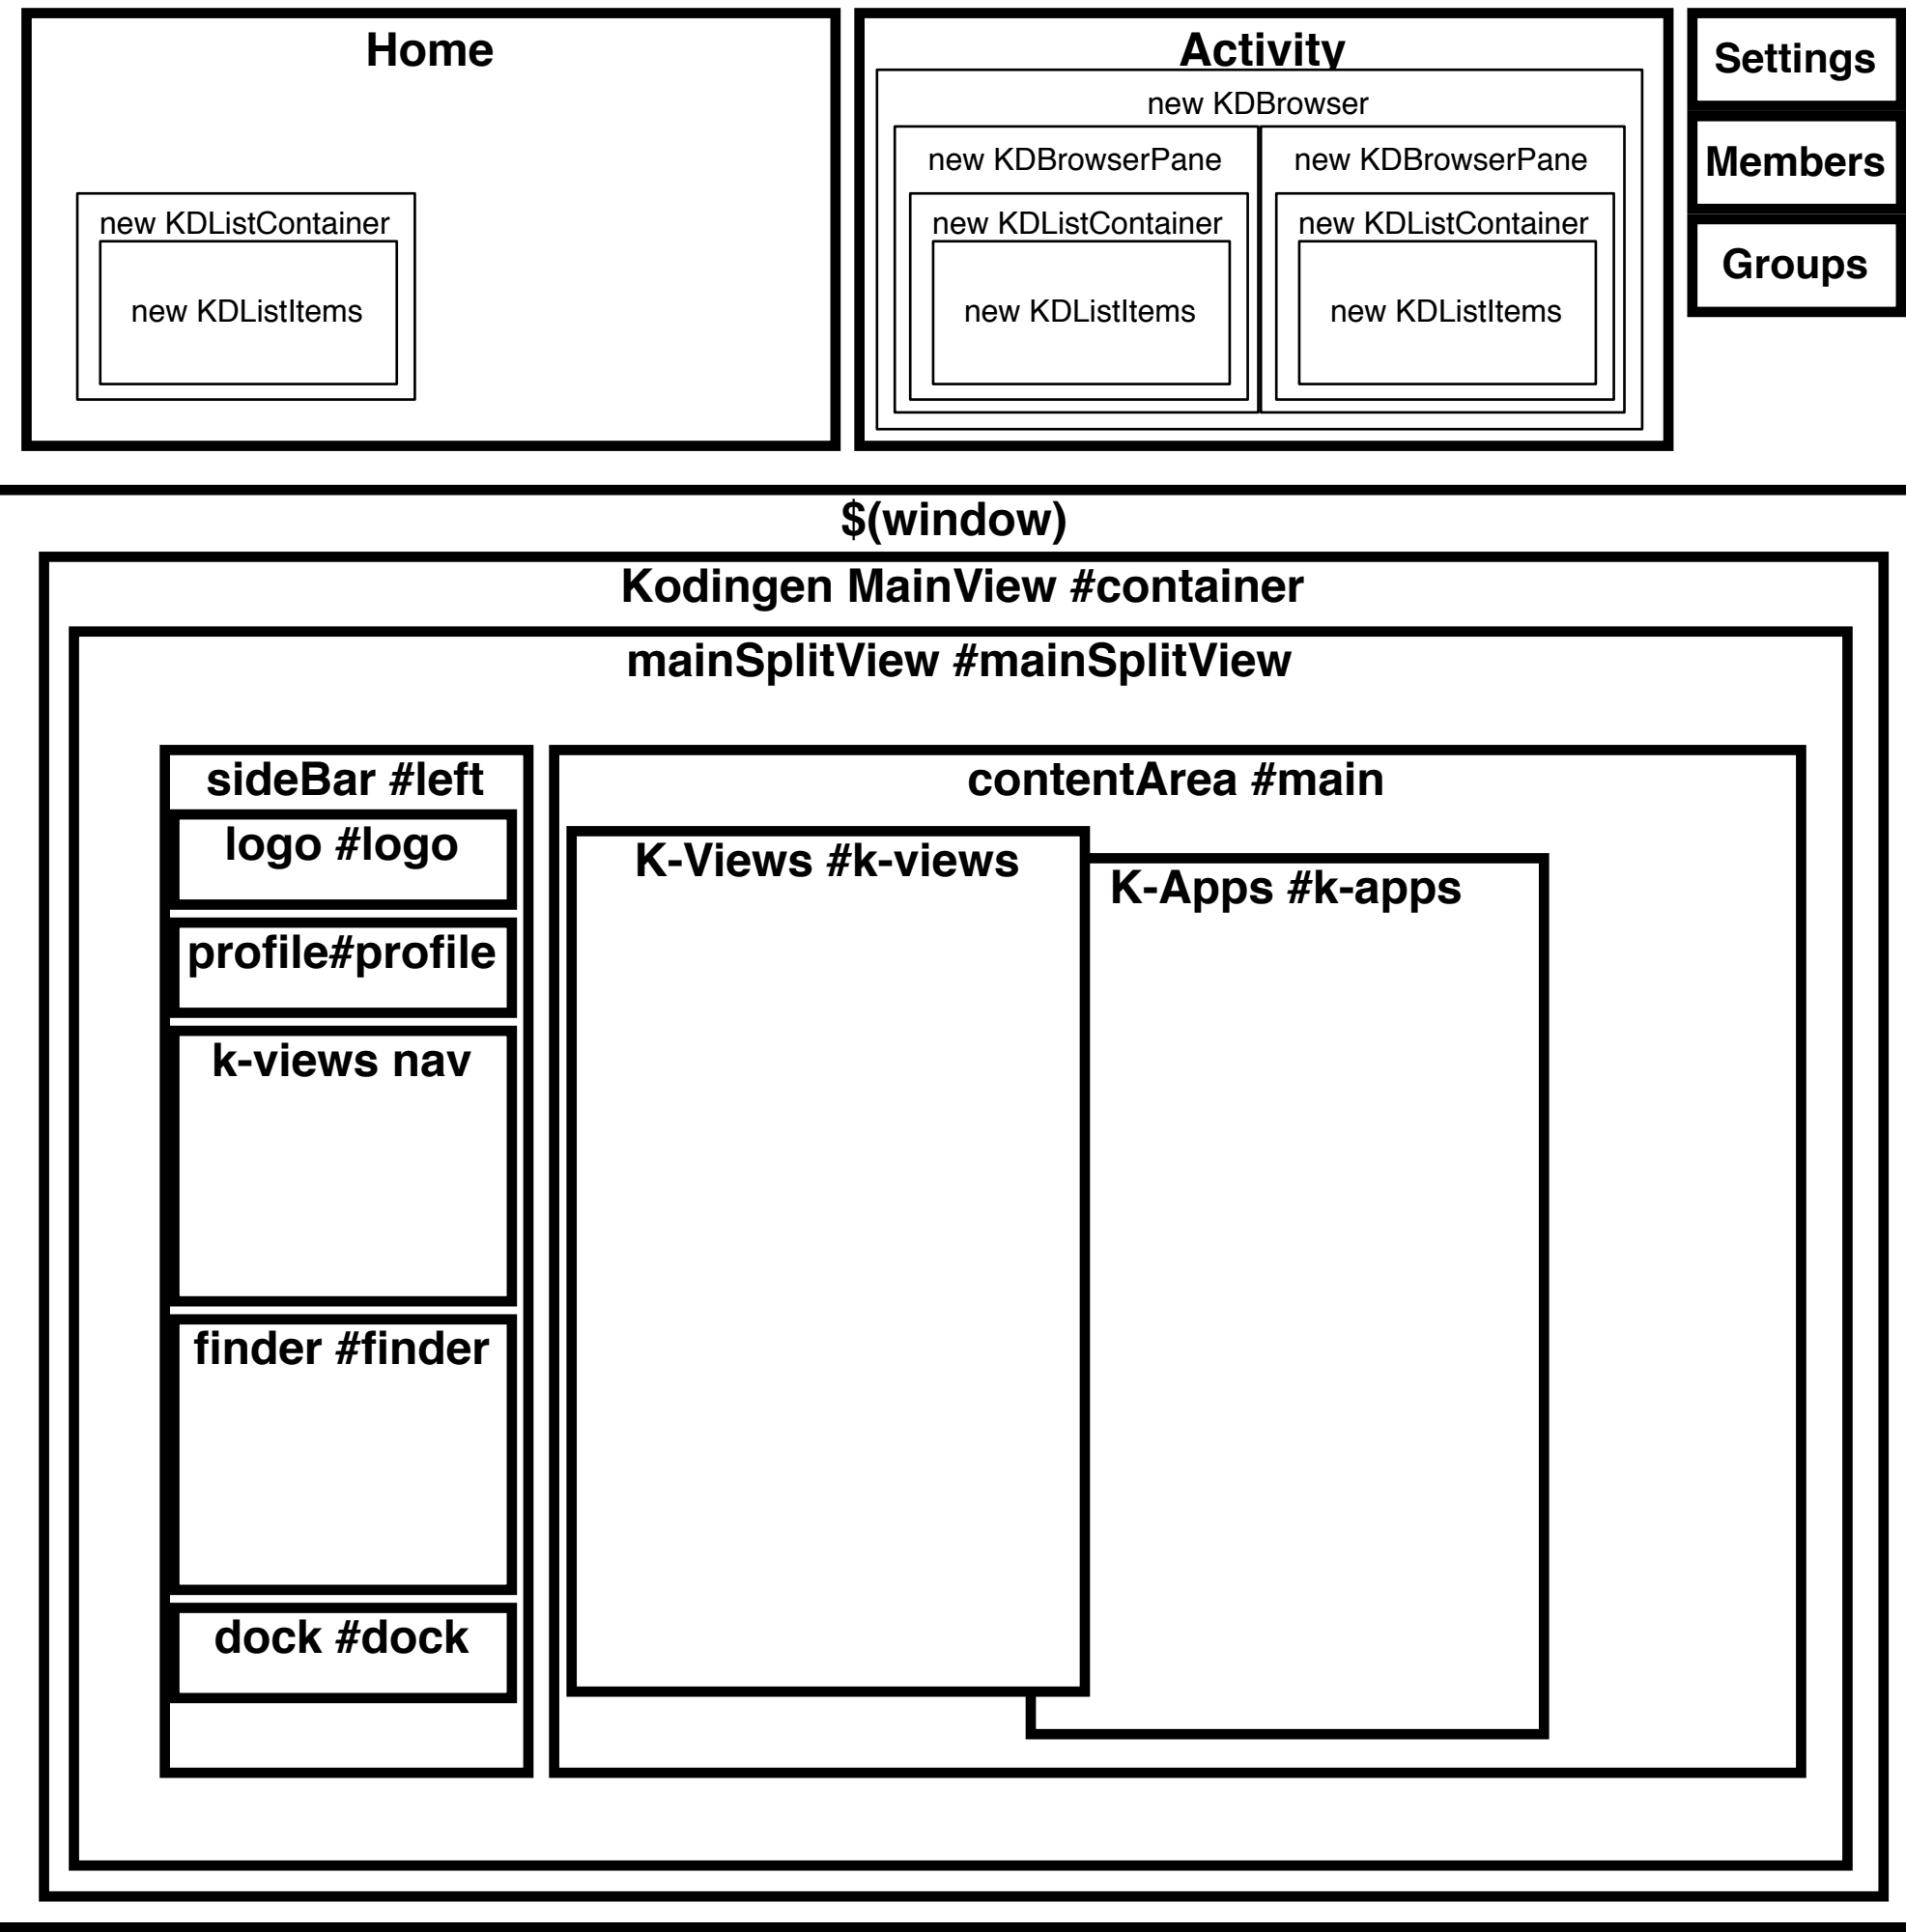 Home
new KDListContainer
new KDListItems
Activity
new KDBrowser
new KDBrowserPane
new KDListContainer
new KDListItems
new KDBrowserPane
new KDListContainer
new KDListItems
Settings
Members
Groups
$(window)
Kodingen MainView #container
mainSplitView #mainSplitView
sideBar #left
logo #logo
profile#profile
k-views nav
finder #finder
dock #dock
contentArea #main
K-Views #k-views
K-Apps #k-apps